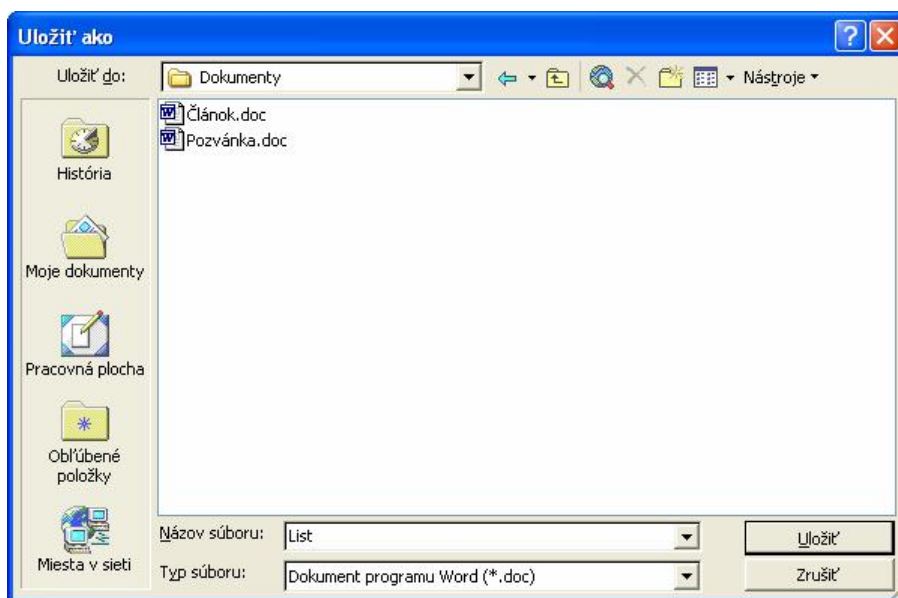 Uložiť ako
Uložiť do:
Dokumenty
Nástroje
Článok.doc
Pozvánka.doc
História
Moje dokumenty
Pracovná plocha
Obľúbené
položky
Miesta v sieti
Názov súboru:
List
Uložiť
Typ súboru:
Dokument programu Word (*.doc)
Zrušiť